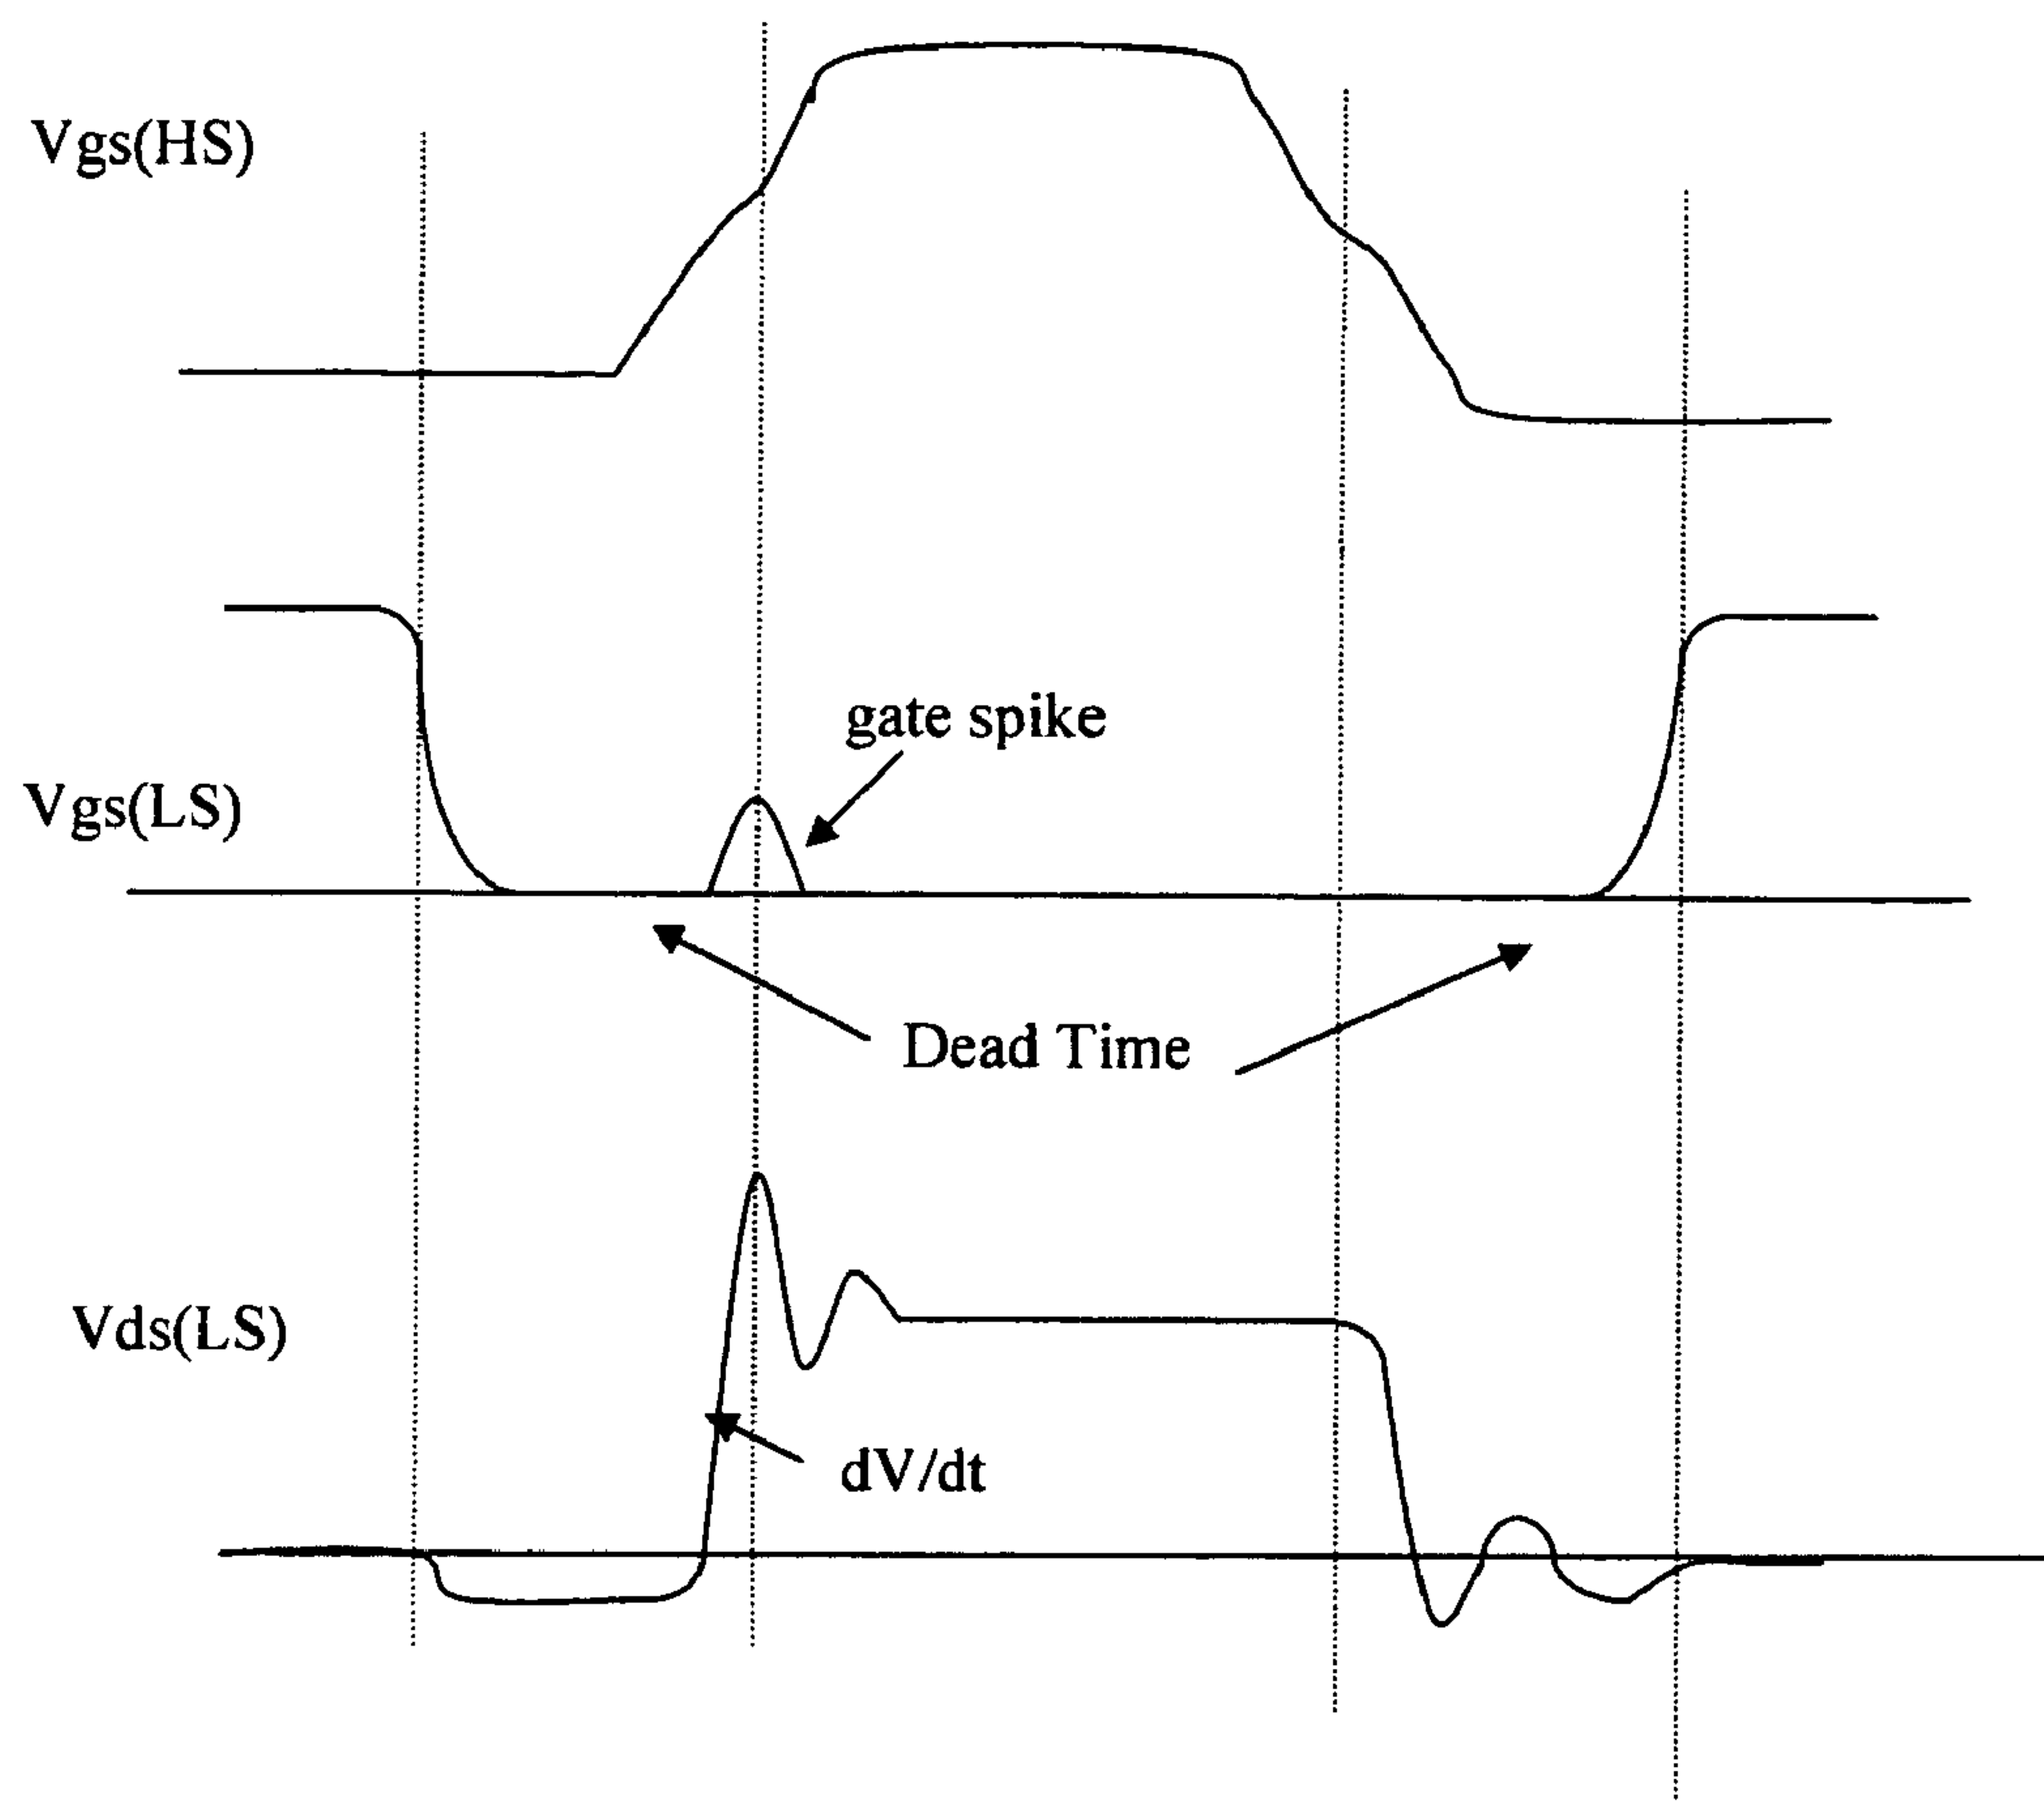 Vgs(HS)
gate spike
Vgs(LS)
Dead Time
Vds(LS)
dV/dt